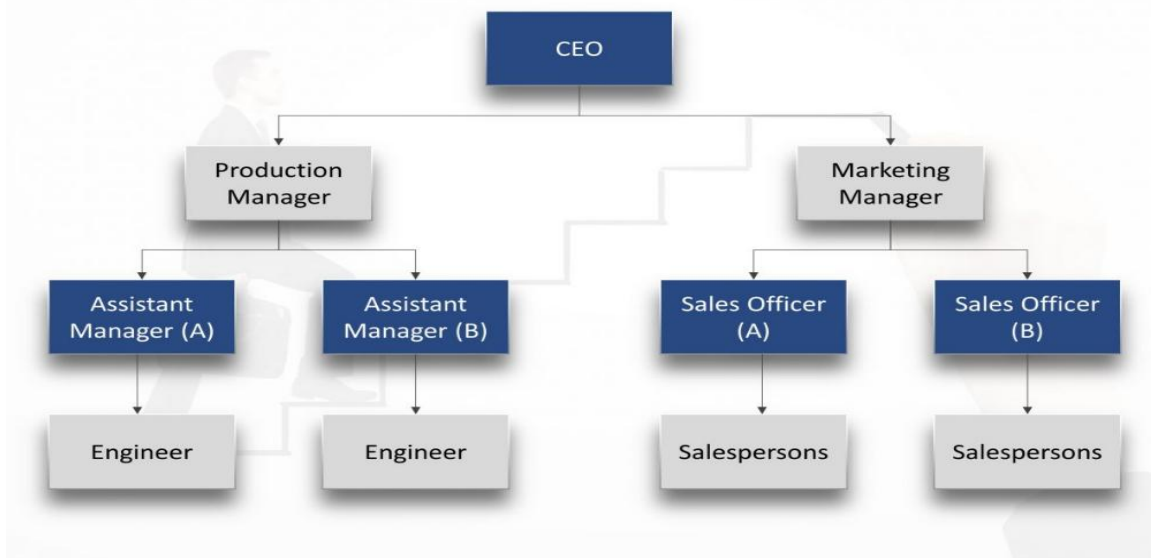 CEO
Production
Manager
Marketing
Manager
Assistant
Manager (A)
Assistant
Manager (B)
Sales Officer
(A)
Sales Officer
(B)
Engineer
Engineer
Salespersons
Salespersons